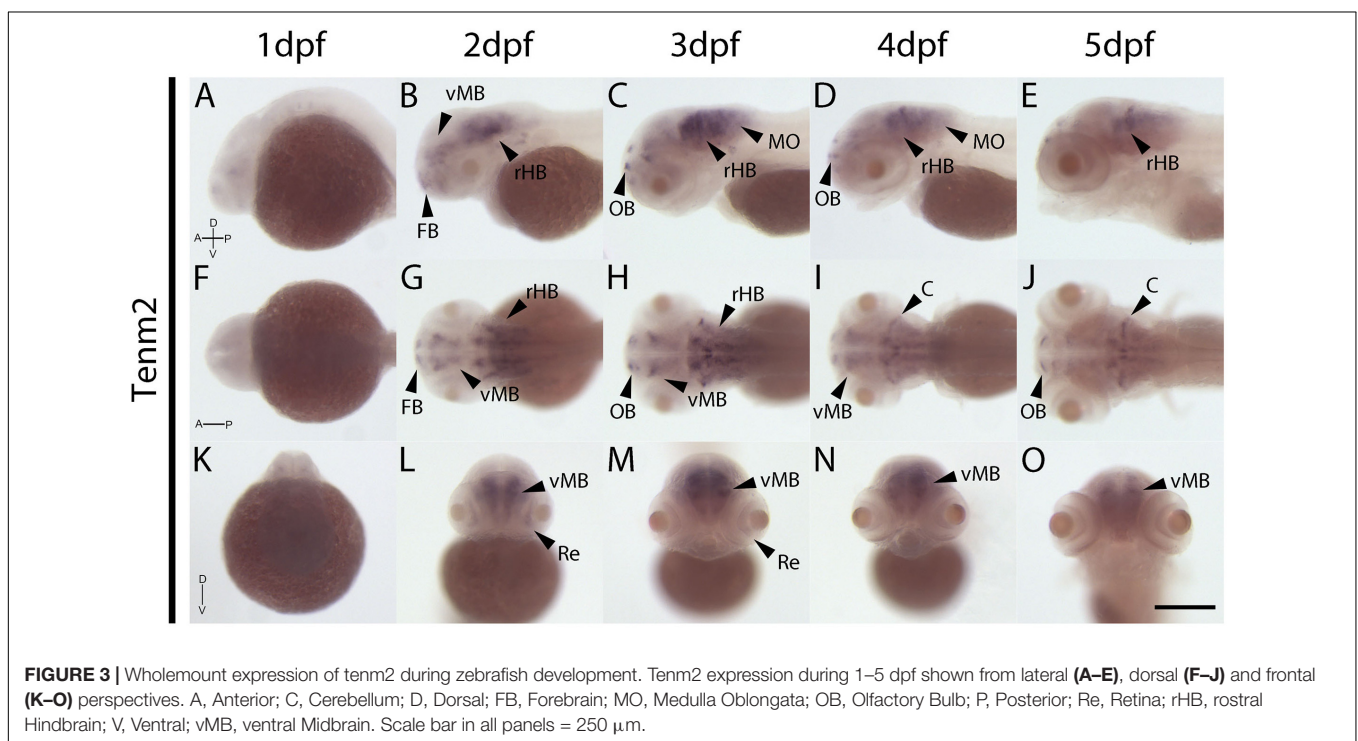 1dpf 2dpf 3dpf 4dpf 5dpf
Tenm2
A
D
A P
V
B
vMB
rHB
FB
C
MO
rHB
OB
D
MO
rHB
OB
E
rHB
F
A P
G
rHB
FB
vMB
H
rHB
OB
vMB
I
C
vMB
J
C
OB
K
D
V
L
vMB
Re
M
vMB
Re
N
vMB
O
vMB
FIGURE 3 | Wholemount expression of tenm2 during zebrafish development. Tenm2 expression during 1–5 dpf shown from lateral (A–E), dorsal (F–J) and frontal
(K–O) perspectives. A, Anterior; C, Cerebellum; D, Dorsal; FB, Forebrain; MO, Medulla Oblongata; OB, Olfactory Bulb; P, Posterior; Re, Retina; rHB, rostral
Hindbrain; V, Ventral; vMB, ventral Midbrain. Scale bar in all panels = 250 μm.